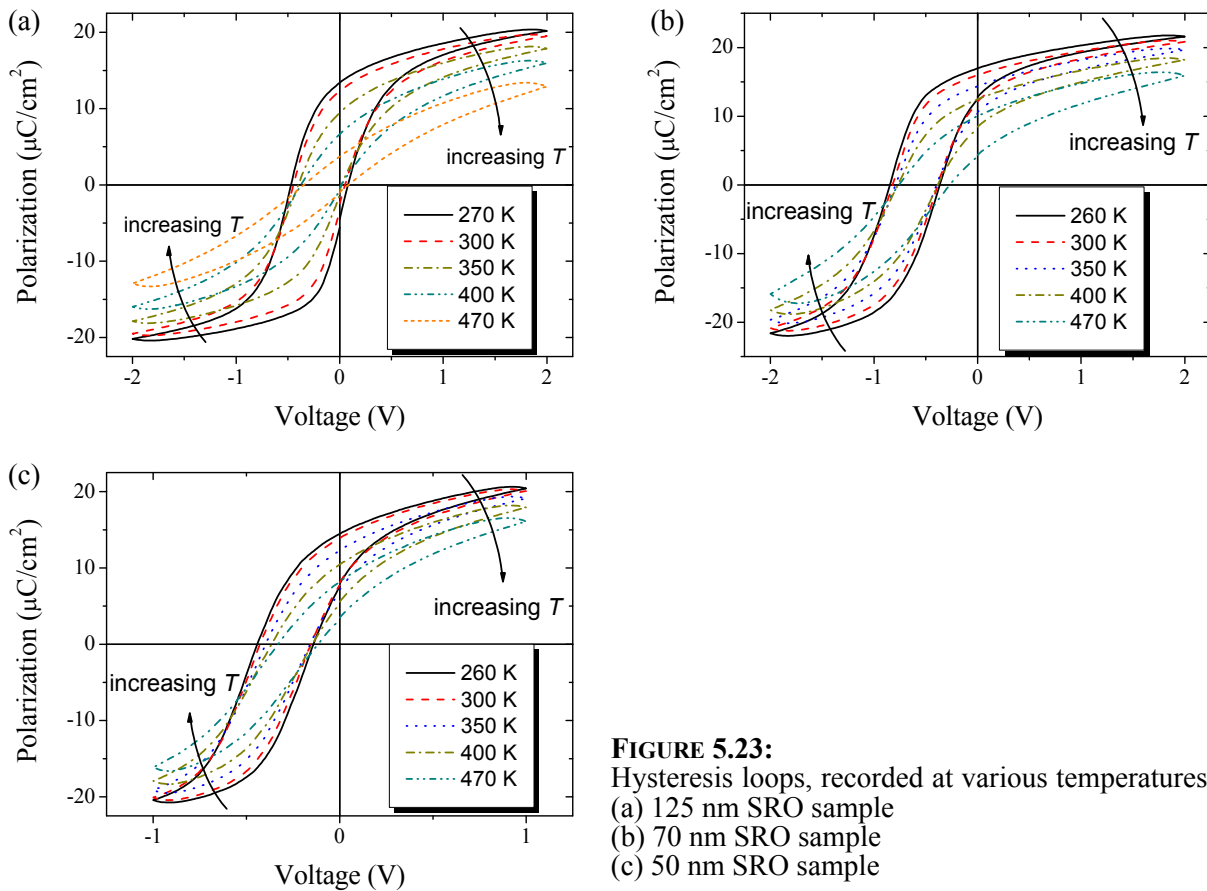 (a)
20
10
0
-10
-20
Polarization (µC/cm²)
increasing T
increasing T
270 K
300 K
350 K
400 K
470 K
-2
-1
0
1
2
Voltage (V)
(b)
20
10
0
-10
-20
Polarization (µC/cm²)
increasing T
increasing T
260 K
300 K
350 K
400 K
470 K
-2
-1
0
1
2
Voltage (V)
(c)
20
10
0
-10
-20
Polarization (µC/cm²)
increasing T
increasing T
260 K
300 K
350 K
400 K
470 K
-1
0
1
Voltage (V)
FIGURE 5.23:
Hysteresis loops, recorded at various temperatures
(a) 125 nm SRO sample
(b) 70 nm SRO sample
(c) 50 nm SRO sample